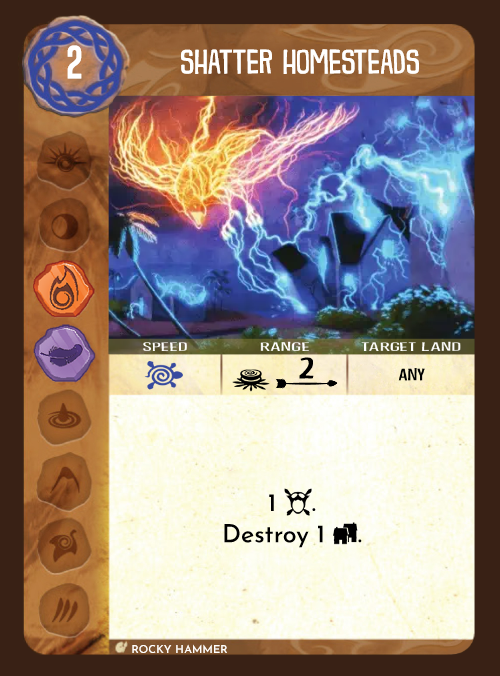 2
SHATTER HOMESTEADS
SPEED RANGE TARGET LAND
2 ANY
1 .
Destroy 1 .
ROCKY HAMMER